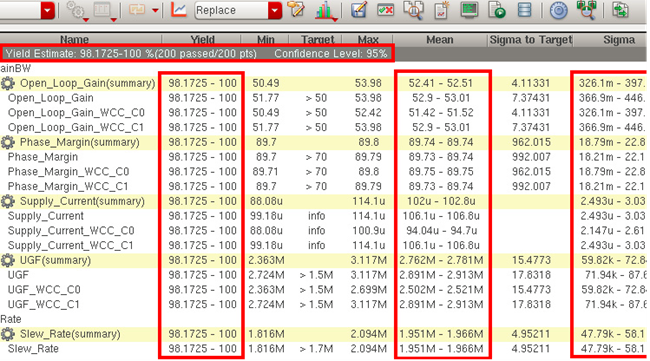 Replace
Name Yield Min Target Max Mean Sigma to Target Sigma
Yield Estimate: 98.1725-100 %(200 passed/200 pts) Confidence Level: 95%
ainBW
Open_Loop_Gain(summary) 98.1725 - 100 50.49 53.98 52.41 - 52.51 4.11331 326.1m - 397.
Open_Loop_Gain 98.1725 - 100 51.77 > 50 53.98 52.9 - 53.01 7.37431 366.9m - 446.
Open_Loop_Gain_WCC_C0 98.1725 - 100 50.49 > 50 52.42 51.42 - 51.52 4.11331 326.1m - 397.
Open_Loop_Gain_WCC_C1 98.1725 - 100 51.77 > 50 53.98 52.9 - 53.01 7.37431 366.9m - 446.
Phase_Margin(summary) 98.1725 - 100 89.7 89.8 89.74 - 89.74 962.015 18.79m - 22.8
Phase_Margin 98.1725 - 100 89.7 > 70 89.79 89.73 - 89.74 992.007 18.21m - 22.1
Phase_Margin_WCC_C0 98.1725 - 100 89.71 > 70 89.8 89.75 - 89.75 962.015 18.79m - 22.8
Phase_Margin_WCC_C1 98.1725 - 100 89.7 > 70 89.79 89.73 - 89.74 992.007 18.21m - 22.1
Supply_Current(summary) 98.1725 - 100 88.08u 114.1u 102u - 102.8u 2.493u - 3.03
Supply_Current 98.1725 - 100 99.18u info 114.1u 106.1u - 106.8u 2.493u - 3.03
Supply_Current_WCC_C0 98.1725 - 100 88.08u info 100.9u 94.04u - 94.7u 2.147u - 2.61
Supply_Current_WCC_C1 98.1725 - 100 99.18u info 114.1u 106.1u - 106.8u 2.493u - 3.03
UGF(summary) 98.1725 - 100 2.363M 3.117M 2.762M - 2.781M 15.4773 59.82k - 72.8
UGF 98.1725 - 100 2.724M > 1.5M 3.117M 2.891M - 2.913M 17.8318 71.94k - 87.6
UGF_WCC_C0 98.1725 - 100 2.363M > 1.5M 2.699M 2.502M - 2.521M 15.4773 59.82k - 72.8
UGF_WCC_C1 98.1725 - 100 2.724M > 1.5M 3.117M 2.891M - 2.913M 17.8318 71.94k - 87.6
Rate
Slew_Rate(summary) 98.1725 - 100 1.816M 2.094M 1.951M - 1.966M 4.95211 47.79k - 58.1
Slew_Rate 98.1725 - 100 1.816M > 1.7M 2.094M 1.951M - 1.966M 4.95211 47.79k - 58.1